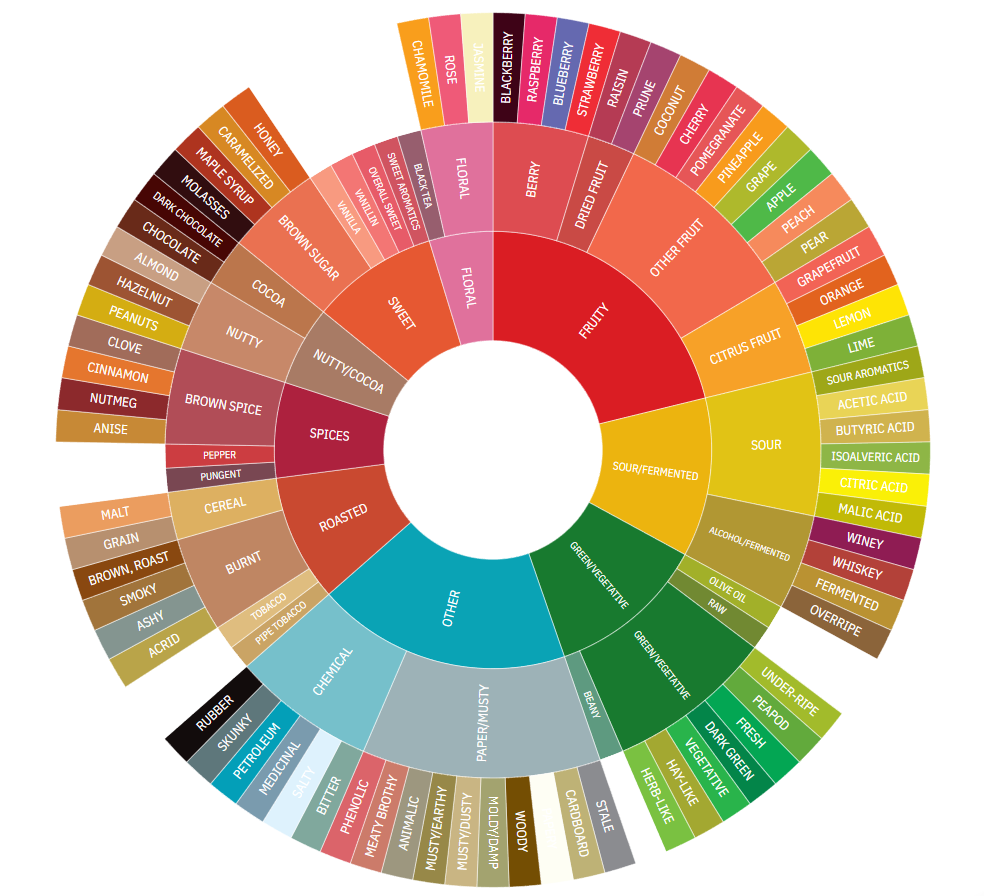 FRUITY
BERRY
BLACKBERRY
RASPBERRY
BLUEBERRY
STRAWBERRY
DRIED FRUIT
RAISIN
PRUNE
OTHER FRUIT
COCONUT
CHERRY
POMEGRANATE
PINEAPPLE
GRAPE
APPLE
PEACH
PEAR
CITRUS FRUIT
GRAPEFRUIT
ORANGE
LEMON
LIME
SOUR/FERMENTED
SOUR
SOUR AROMATICS
ACETIC ACID
BUTYRIC ACID
ISOALVERIC ACID
CITRIC ACID
MALIC ACID
ALCOHOL/FERMENTED
WINEY
WHISKEY
FERMENTED
OVERRIPE
GREEN/VEGETATIVE
OLIVE OIL
RAW
GREEN/VEGETATIVE
UNDER-RIPE
PEAPOD
FRESH
DARK GREEN
VEGETATIVE
HAY-LIKE
HERB-LIKE
BEANY
OTHER
PAPER/MUSTY
STALE
CARDBOARD
WOODY
MOLDY/DAMP
MUSTY/DUSTY
MUSTY/EARTHY
ANIMALIC
MEATY BROTHY
PHENOLIC
CHEMICAL
BITTER
SALTY
MEDICINAL
PETROLEUM
SKUNKY
RUBBER
ROASTED
PIPE TOBACCO
TOBACCO
BURNT
ACRID
ASHY
SMOKY
BROWN, ROAST
CEREAL
GRAIN
MALT
SPICES
PUNGENT
PEPPER
BROWN SPICE
ANISE
NUTMEG
CINNAMON
CLOVE
NUTTY/COCOA
NUTTY
PEANUTS
HAZELNUT
ALMOND
COCOA
CHOCOLATE
DARK CHOCOLATE
SWEET
BROWN SUGAR
MOLASSES
MAPLE SYRUP
CARAMELIZED
HONEY
VANILLA
VANILLIN
OVERALL SWEET
SWEET AROMATICS
FLORAL
BLACK TEA
FLORAL
CHAMOMILE
ROSE
JASMINE